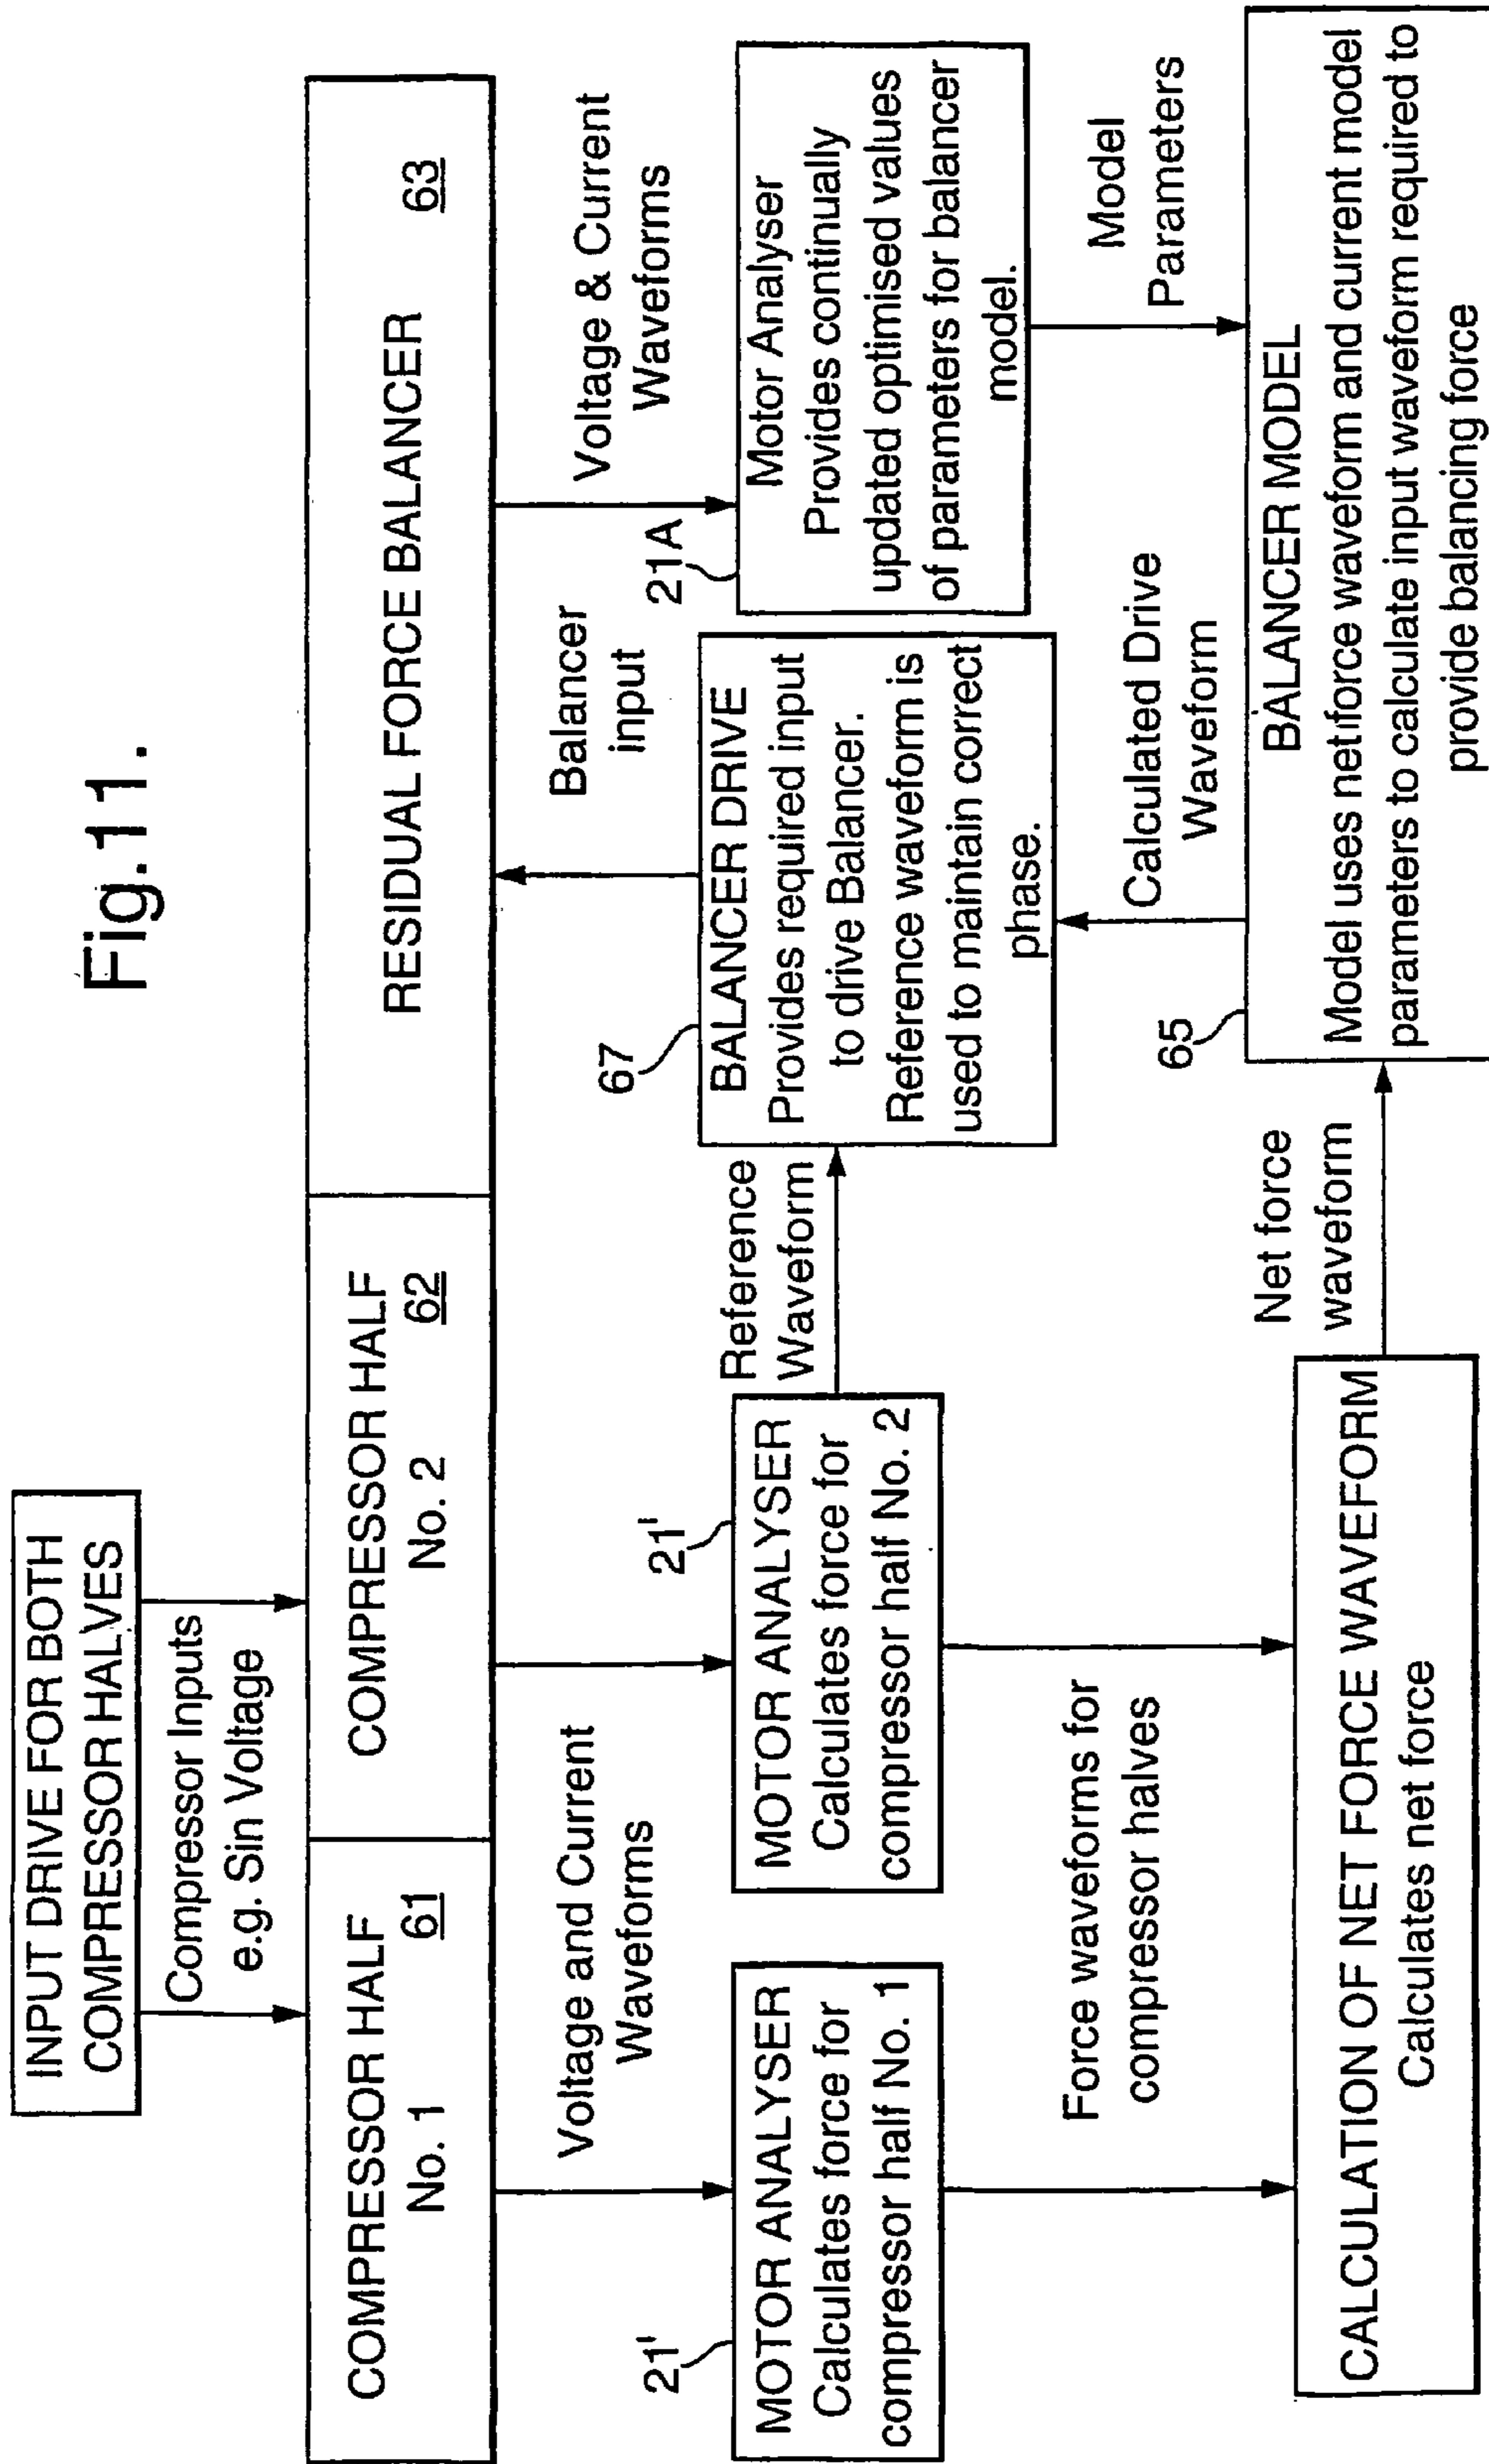 Fig.11.
INPUT DRIVE FOR BOTH
COMPRESSOR HALVES
Compressor Inputs
e.g. Sin Voltage
COMPRESSOR HALF
No. 1
61
COMPRESSOR HALF
No. 2
62
RESIDUAL FORCE BALANCER
63
Voltage and Current
Waveforms
Balancer
input
Voltage & Current
Waveforms
21'
MOTOR ANALYSER
Calculates force for
compressor half No. 1
21'
MOTOR ANALYSER
Calculates force for
compressor half No. 2
Reference
Waveform
67
BALANCER DRIVE
Provides required input
to drive Balancer.
Reference waveform is
used to maintain correct
phase.
21A
Motor Analyser
Provides continually
updated optimised values
of parameters for balancer
model.
Force waveforms for
compressor halves
Calculated Drive
Waveform
Model
Parameters
CALCULATION OF NET FORCE WAVEFORM
Calculates net force
Net force
waveform
65
BALANCER MODEL
Model uses netiforce waveform and current model
parameters to calculate input waveform required to
provide balancing force